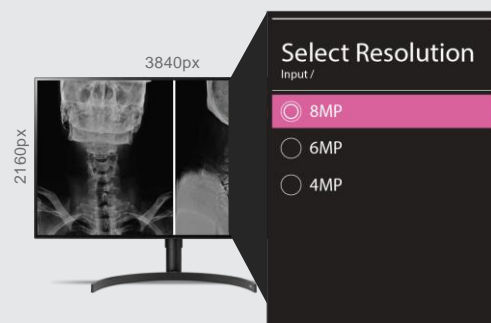 3840px
2160px
Select Resolution
Input /
8MP
6MP
4MP